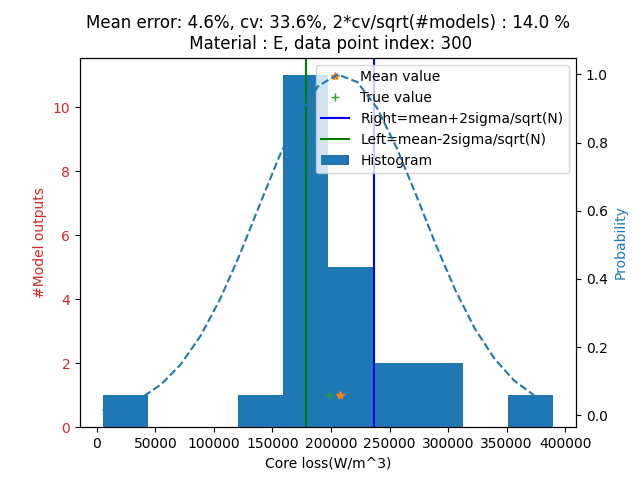 Mean error: 4.6%, cv: 33.6%, 2*cv/sqrt(#models) : 14.0 %
Material : E, data point index: 300
Mean value
True value
Right=mean+2sigma/sqrt(N)
Left=mean-2sigma/sqrt(N)
Histogram
#Model outputs
10
8
6
4
2
0
1.0
0.8
0.6
0.4
0.2
0.0
Probability
0 50000 100000 150000 200000 250000 300000 350000 400000
Core loss(W/m^3)